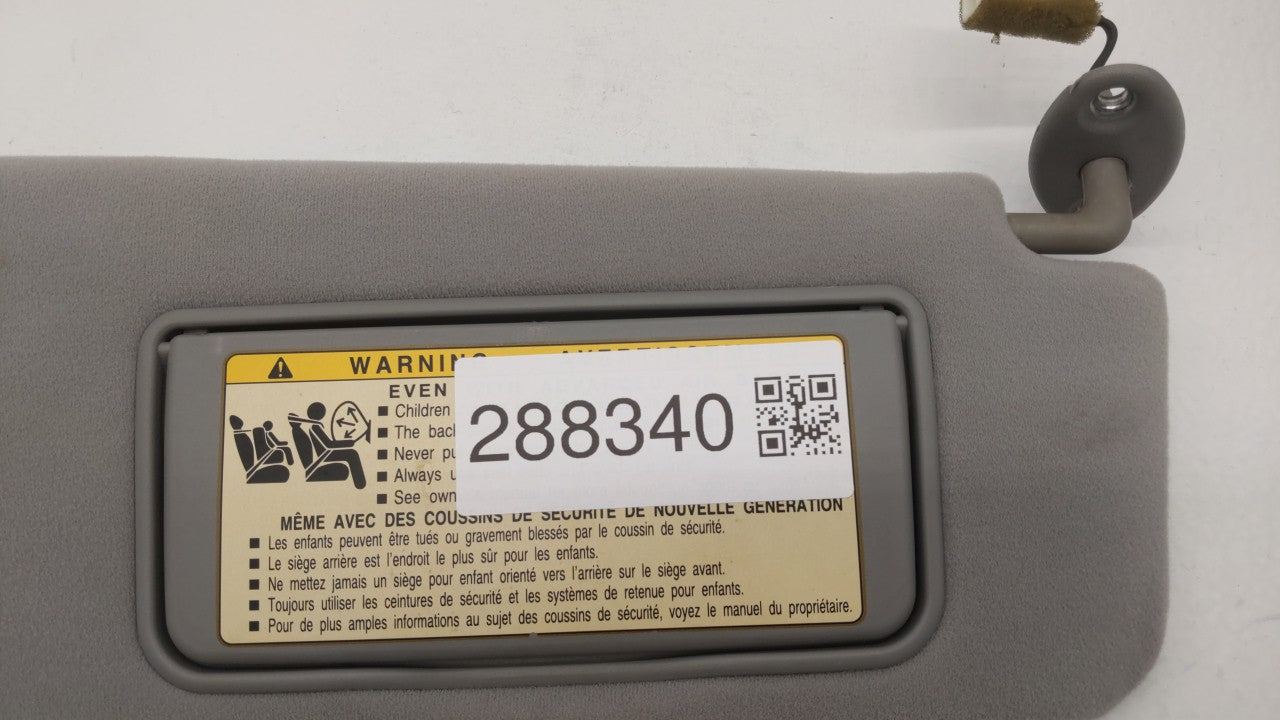 WARNING
EVEN
Children
The
Never
Always
See
288340
MÊME AVEC DES COUSSINS DE SÉCURITÉ DE NOUVELLE GÉNÉRATION
■ Les enfants peuvent être tués ou gravement blessés par le coussin de sécurité.
■ Le siège arrière est l'endroit le plus sûr pour les enfants.
■ Ne mettez jamais un siège pour enfant orienté vers l'arrière sur le siège avant.
■ Toujours utiliser les ceintures de sécurité et les systèmes de retenue pour enfants.
■ Pour de plus amples informations au sujet des coussins de sécurité, voyez le manuel du propriétaire.